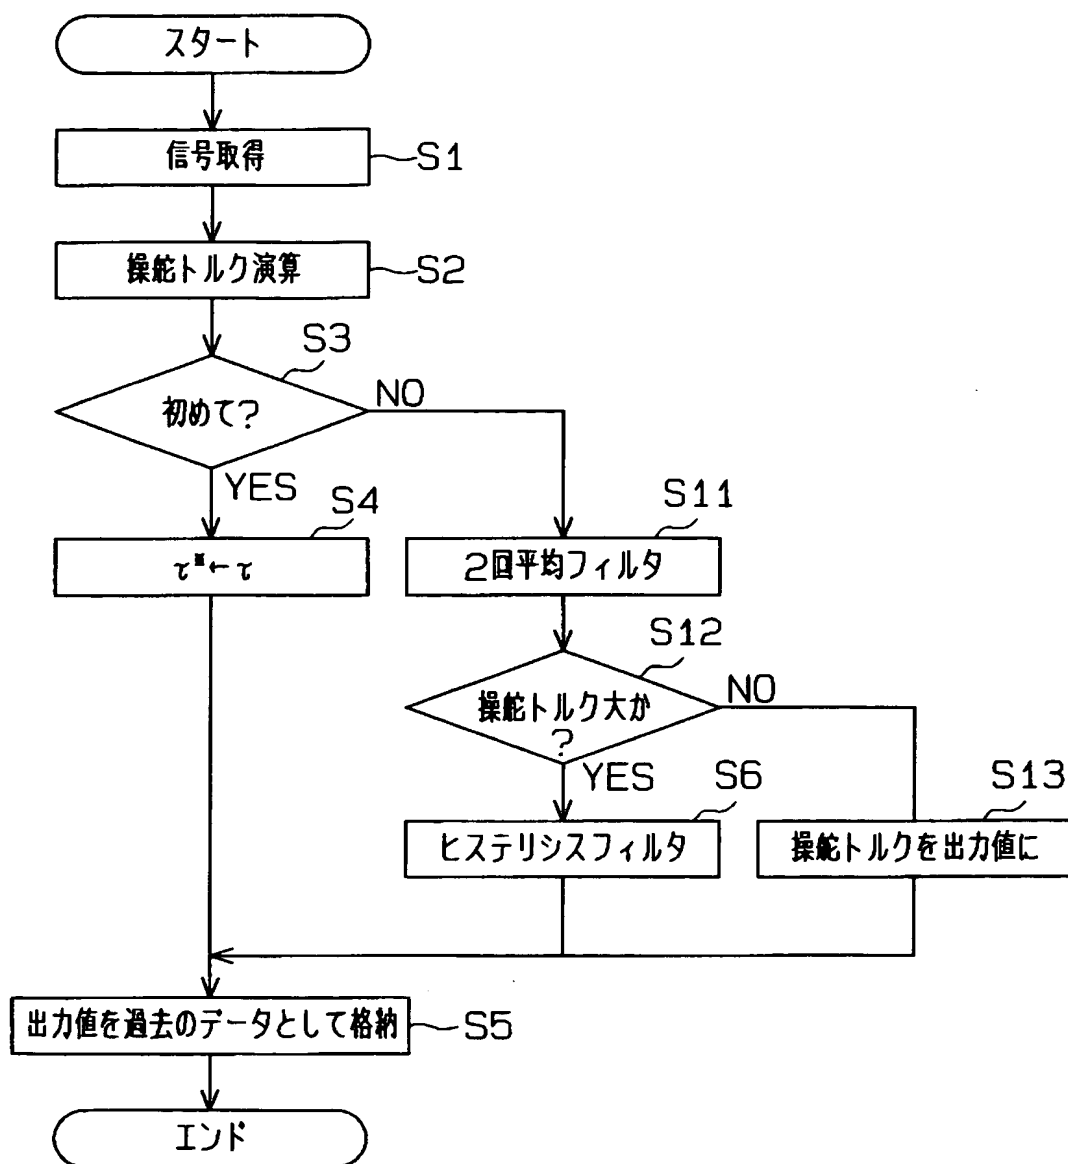 スタート
信号取得
S1
操舵トルク演算
S2
S3
初めて?
NO
YES
S4
τ*←τ
S11
2回平均フィルタ
S12
操舵トルク大か
?
NO
YES
S6
ヒステリシスフィルタ
S13
操舵トルクを出力値に
出力値を過去のデータとして格納
S5
エンド